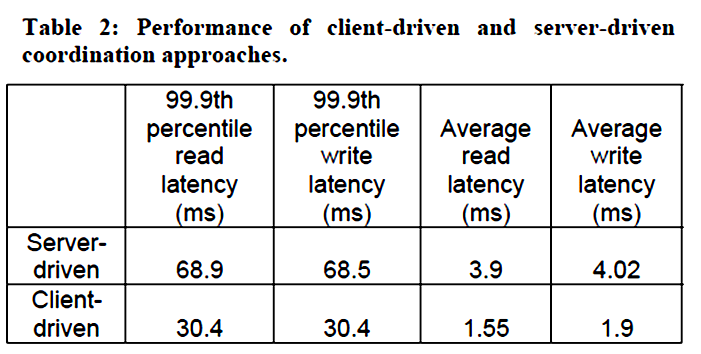 Table 2: Performance of client-driven and server-driven
coordination approaches.
99.9th percentile read latency (ms) 99.9th percentile write latency (ms) Average read latency (ms) Average write latency (ms)
Server-driven 68.9 68.5 3.9 4.02
Client-driven 30.4 30.4 1.55 1.9